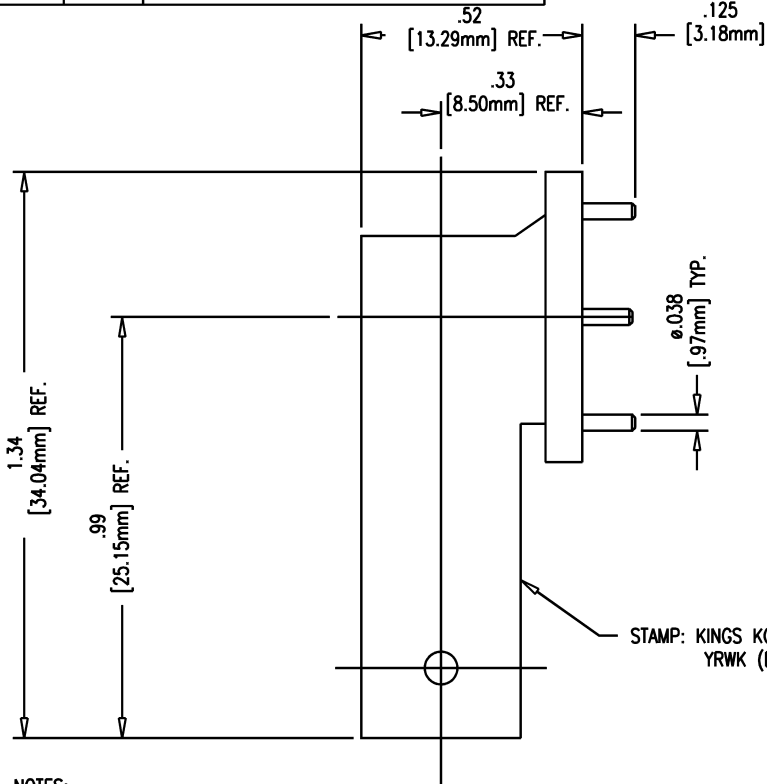 .52
[13.29mm] REF.
.125
[3.18mm]
.33
[8.50mm] REF.
ø.038
[.97mm] TYP.
1.34
[34.04mm] REF.
.99
[25.15mm] REF.
STAMP: KINGS
YRWK
NOTES: